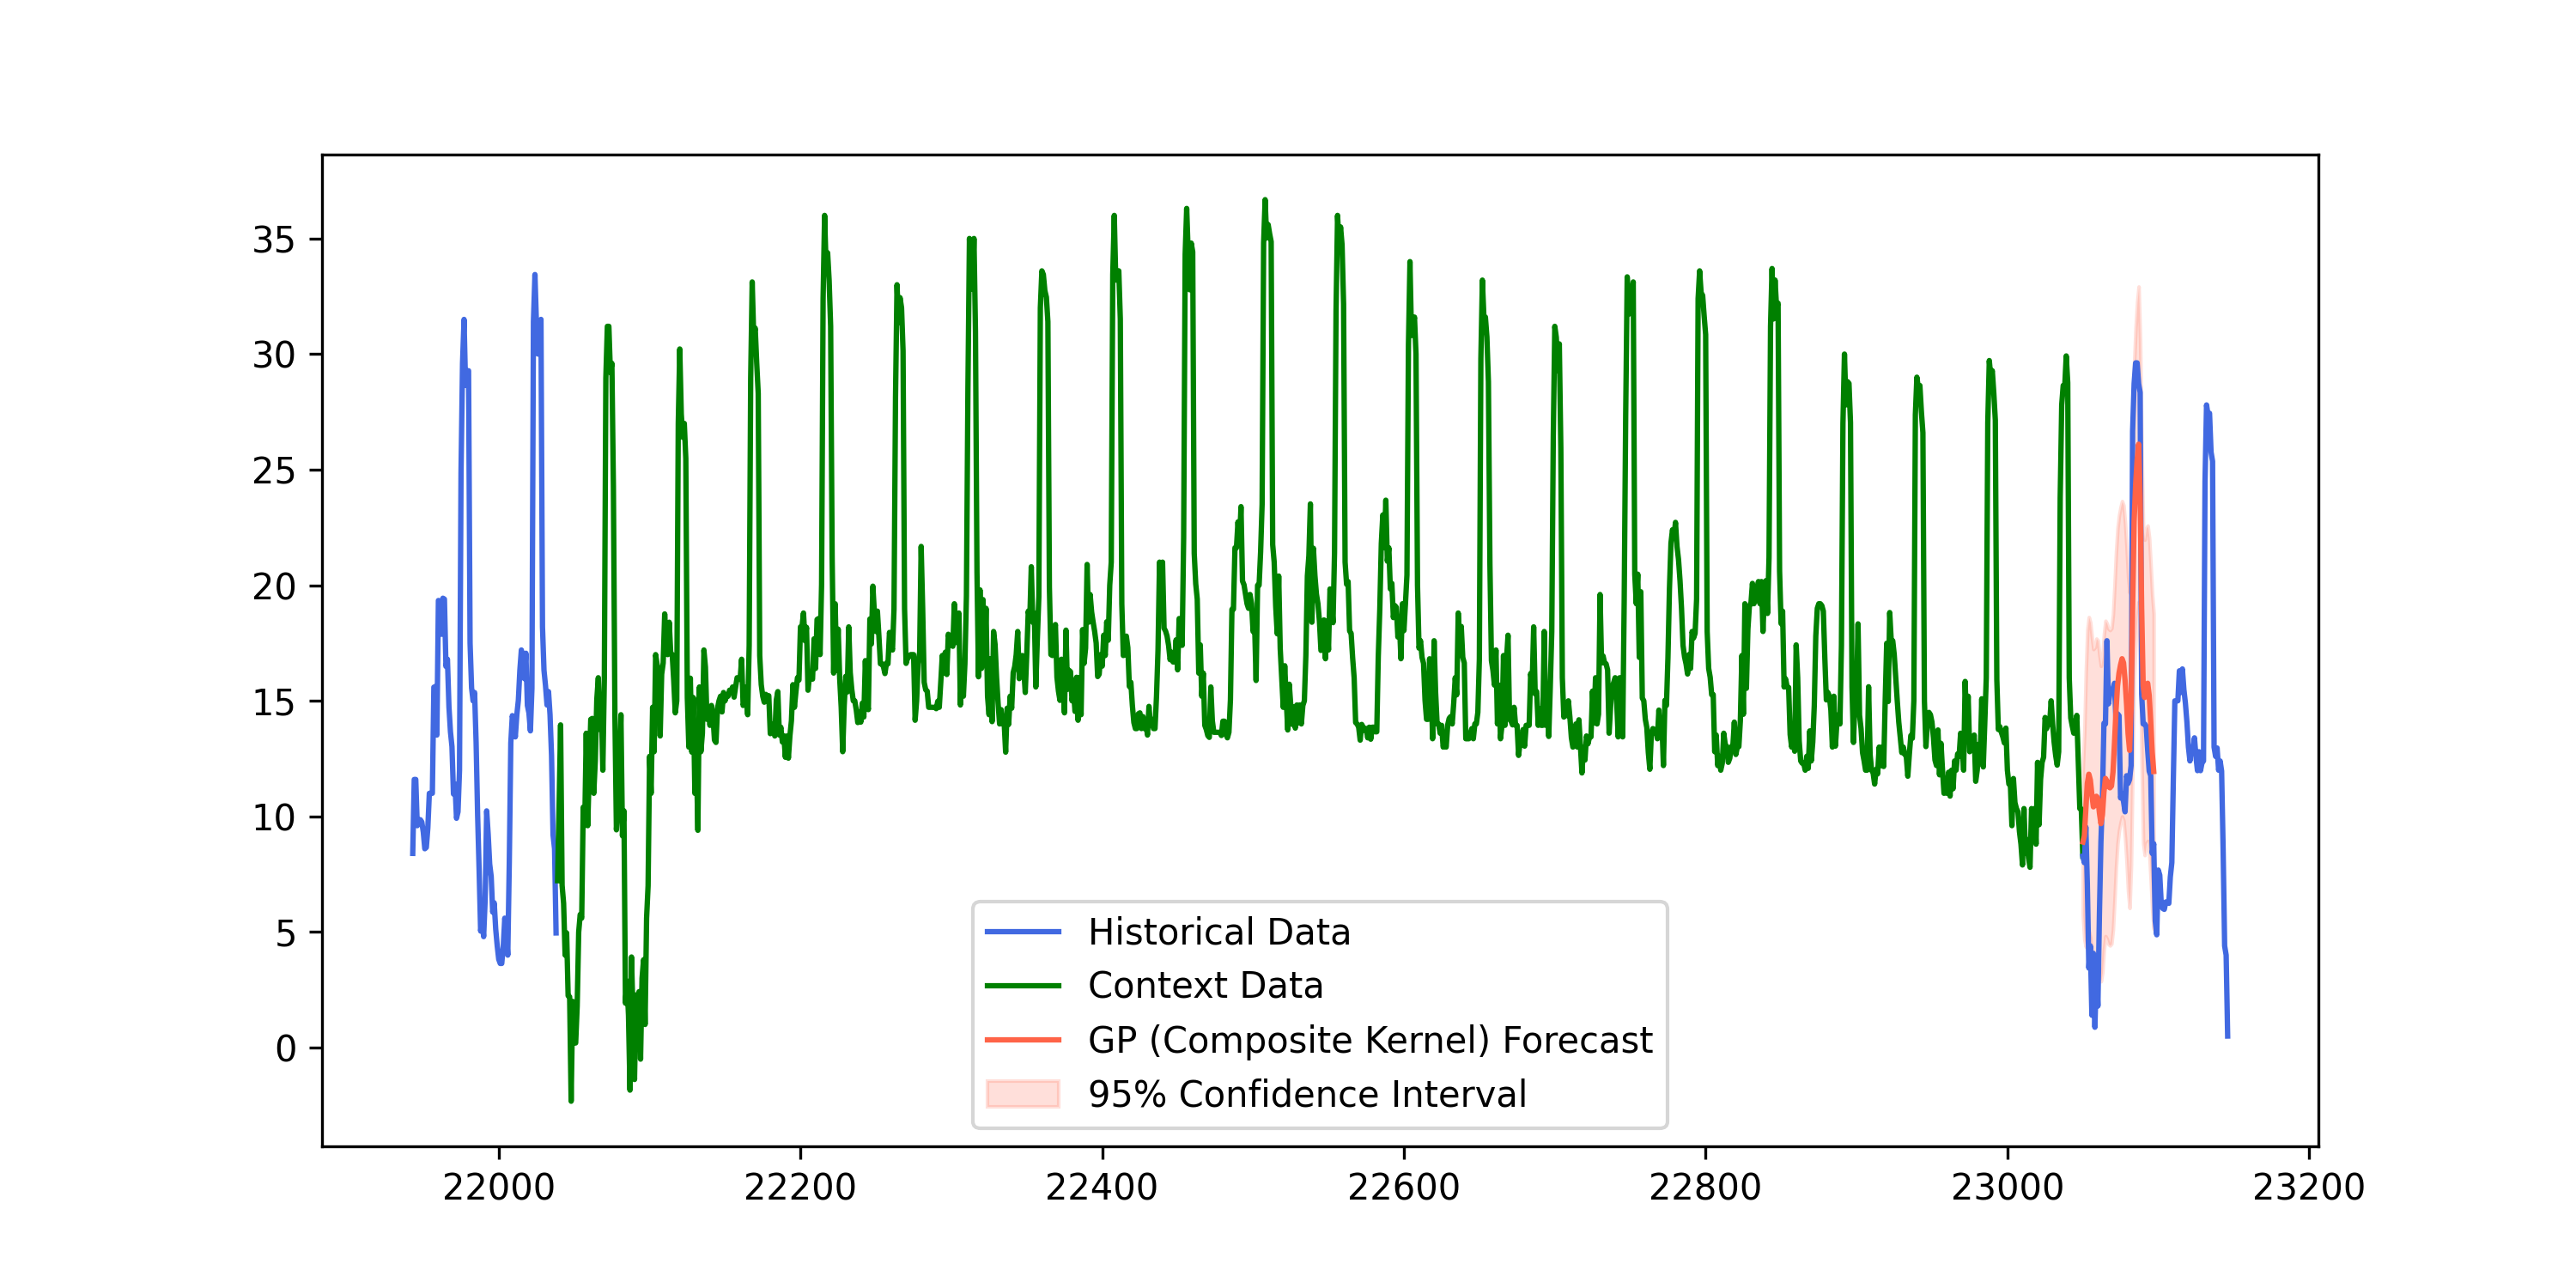 35
30
25
20
15
10
5
0
Historical Data
Context Data
GP (Composite Kernel) Forecast
95% Confidence Interval
22000 22200 22400 22600 22800 23000 23200